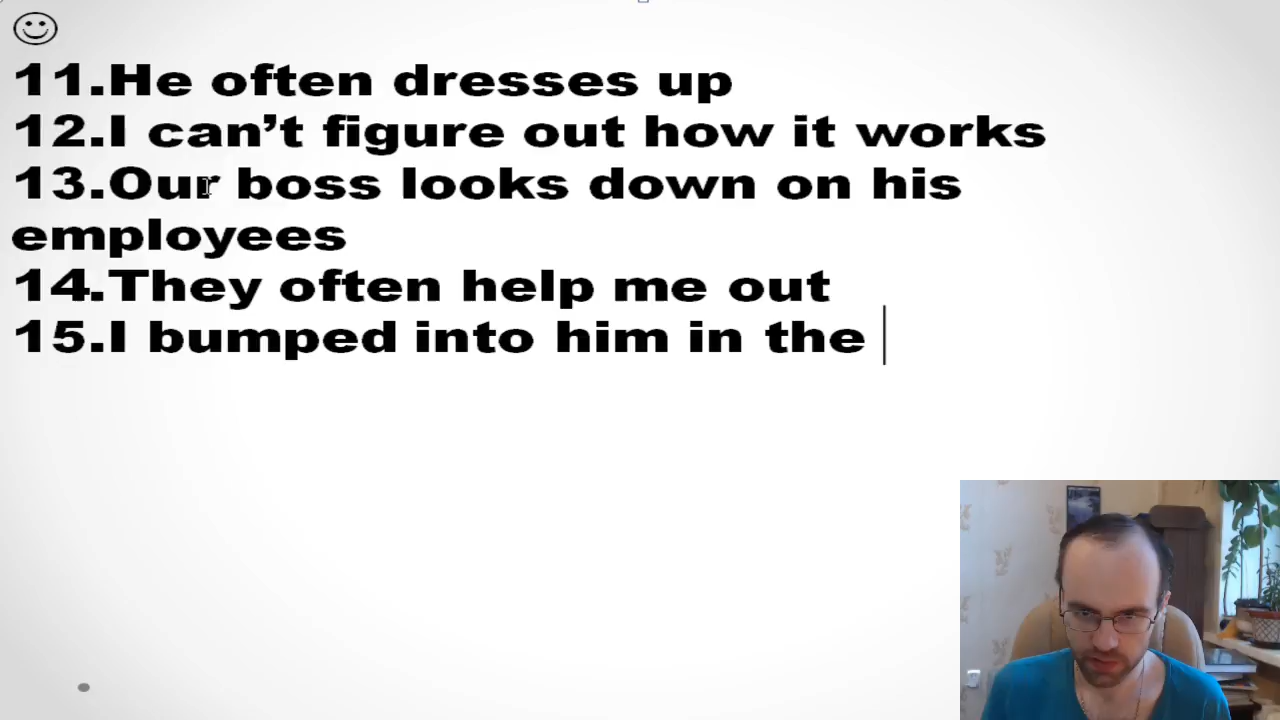 11.He often dresses up
12.I can’t figure out how it works
13.Our boss looks down on his
employees
14.They often help me out
15.I bumped into him in the